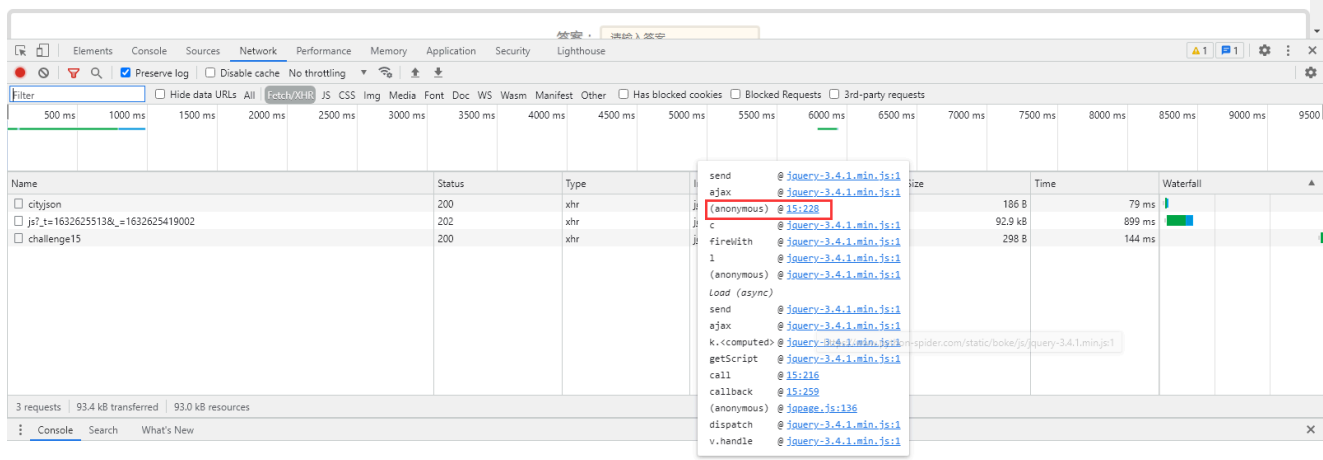 答案： 请输入答案
Elements Console Sources Network Performance Memory Application Security Lighthouse 1 1
Preserve log Disable cache No throttling
Filter Hide data URLs All Fetch/XHR JS CSS Img Media Font Doc WS Wasm Manifest Other Has blocked cookies Blocked Requests 3rd-party requests
500 ms 1000 ms 1500 ms 2000 ms 2500 ms 3000 ms 3500 ms 4000 ms 4500 ms 5000 ms 5500 ms 6000 ms 6500 ms 7000 ms 7500 ms 8000 ms 8500 ms 9000 ms 9500
Name Status Type Size Time Waterfall
cityjson 200 xhr 186 B 79 ms
js?_t=1632625513&_=1632625419002 202 xhr 92.9 kB 899 ms
challenge15 200 xhr 298 B 144 ms
send @ jquery-3.4.1.min.js:1
ajax @ jquery-3.4.1.min.js:1
(anonymous) @ 15:228
c @ jquery-3.4.1.min.js:1
fireWith @ jquery-3.4.1.min.js:1
l @ jquery-3.4.1.min.js:1
(anonymous) @ jquery-3.4.1.min.js:1
Load (async)
send @ jquery-3.4.1.min.js:1
ajax @ jquery-3.4.1.min.js:1
k.<computed> @ jquery-3.4.1.min.js:1
-spider.com/static/boke/js/jquery-3.4.1.min.js:1
getScript @ jquery-3.4.1.min.js:1
call @ 15:216
callback @ 15:259
(anonymous) @ jqpage.js:136
dispatch @ jquery-3.4.1.min.js:1
v.handle @ jquery-3.4.1.min.js:1
3 requests 93.4 kB transferred 93.0 kB resources
Console Search What's New